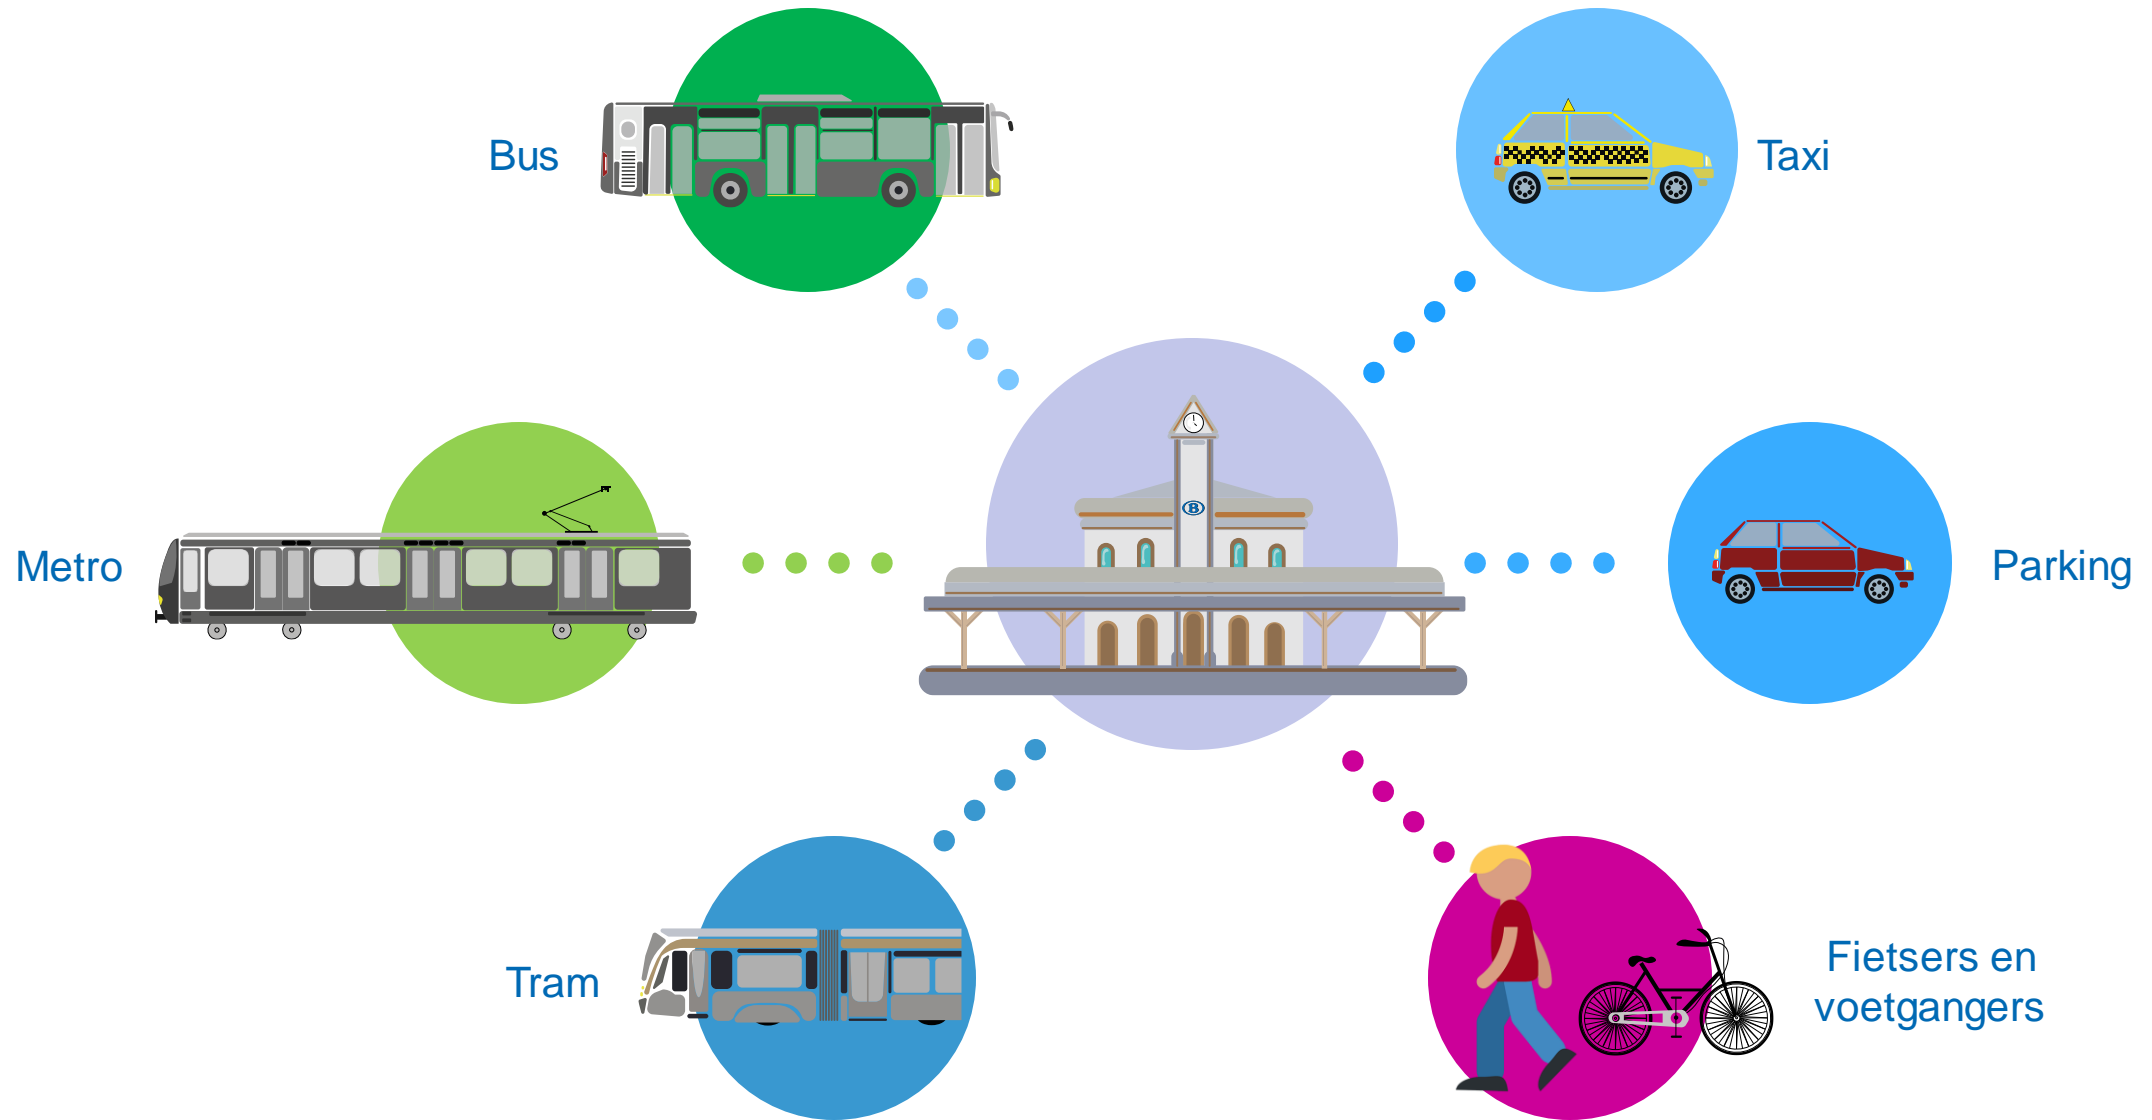 Bus
Taxi
B
Metro
Parking
Tram
Fietsers en
voetgangers